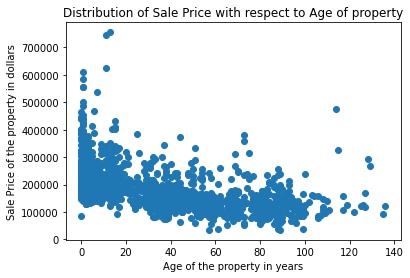 Distribution of Sale Price with respect to Age of property
Sale Price of the property in dollars
700000
600000
500000
400000
300000
200000
100000
0
0 20 40 60 80 100 120 140
Age of the property in years